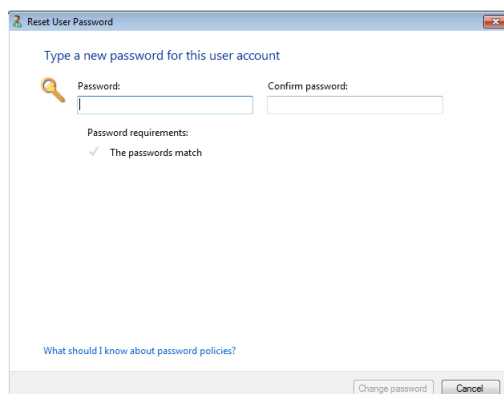 Reset User Password
Type a new password for this user account
Password: Confirm password:
Password requirements:
The passwords match
What should I know about password policies?
Change password Cancel